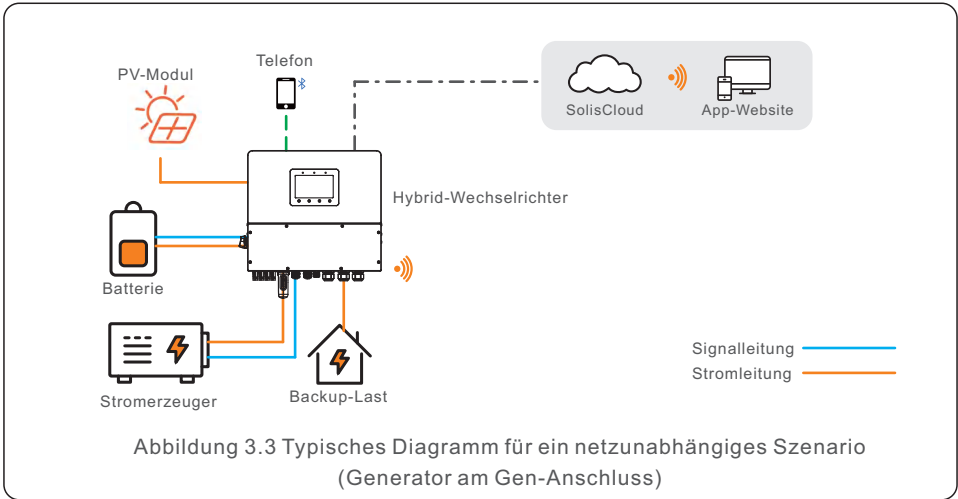 Telefon
PV-Modul
SolisCloud
App-Website
Hybrid-Wechselrichter
Batterie
Signalleitung
Stromleitung
Stromerzeuger
Backup-Last
Abbildung 3.3 Typisches Diagramm für ein netzunabhängiges Szenario
(Generator am Gen-Anschluss)